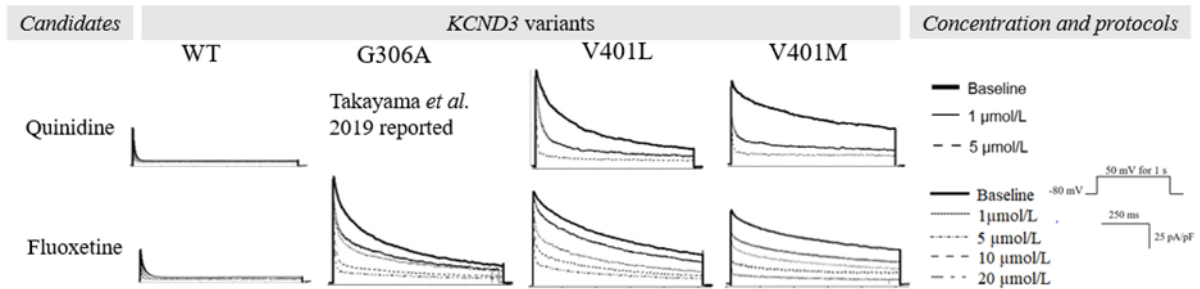 Candidates
KCND3 variants
Concentration and protocols
WT
G306A
V401L
V401M
Quinidine
Takayama et al.
2019 reported
Baseline
1 μmol/L
5 μmol/L
Fluoxetine
Baseline
1μmol/L
5 μmol/L
10 μmol/L
20 μmol/L
50 mV for 1 s
-80 mV
250 ms
25 pA/pF